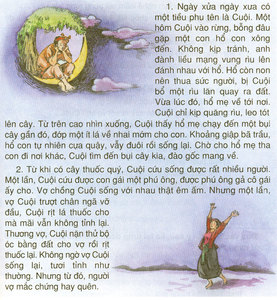 1. Ngày xửa ngày xưa có
một tiều phu tên là Cuội. Một
hôm Cuội vào rừng, bỗng đâu
gặp một con hổ con xông
đến. Không kịp tránh, anh
đành liều mạng vung rìu lên
đánh nhau với hổ. Hổ còn non
nên thua sức người, bị Cuội
bổ một rìu lăn quay ra đất.
Vừa lúc đó, hổ mẹ về tới nơi.
Cuội chỉ kịp quăng rìu, leo tót
lên cây. Từ trên cao nhìn xuống, Cuội thấy hổ mẹ chạy đến một bụi
cây gần đó, đớp một ít lá về nhai mớm cho con. Khoảng giập bã trầu,
hổ con tự nhiên cựa quậy, vẫy đuôi rồi sống lại. Chờ cho hổ mẹ tha
con đi nơi khác, Cuội tìm đến bụi cây kia, đào gốc mang về.
2. Từ khi có cây thuốc quý, Cuội cứu sống được rất nhiều người.
Một lần, Cuội cứu được con gái một phú ông, được phú ông gả cô gái
ấy cho. Vợ chồng Cuội sống với nhau thật êm ấm. Nhưng một lần,
vợ Cuội trượt chân ngã vỡ
đầu, Cuội rịt lá thuốc cho
mà mãi vẫn không tỉnh lại.
Thương vợ, Cuội nặn thử bộ
óc bằng đất cho vợ rồi rịt
thuốc lại. Không ngờ vợ Cuội
sống lại, tươi tỉnh như
thường. Nhưng từ đó, người
vợ mắc chứng hay quên.